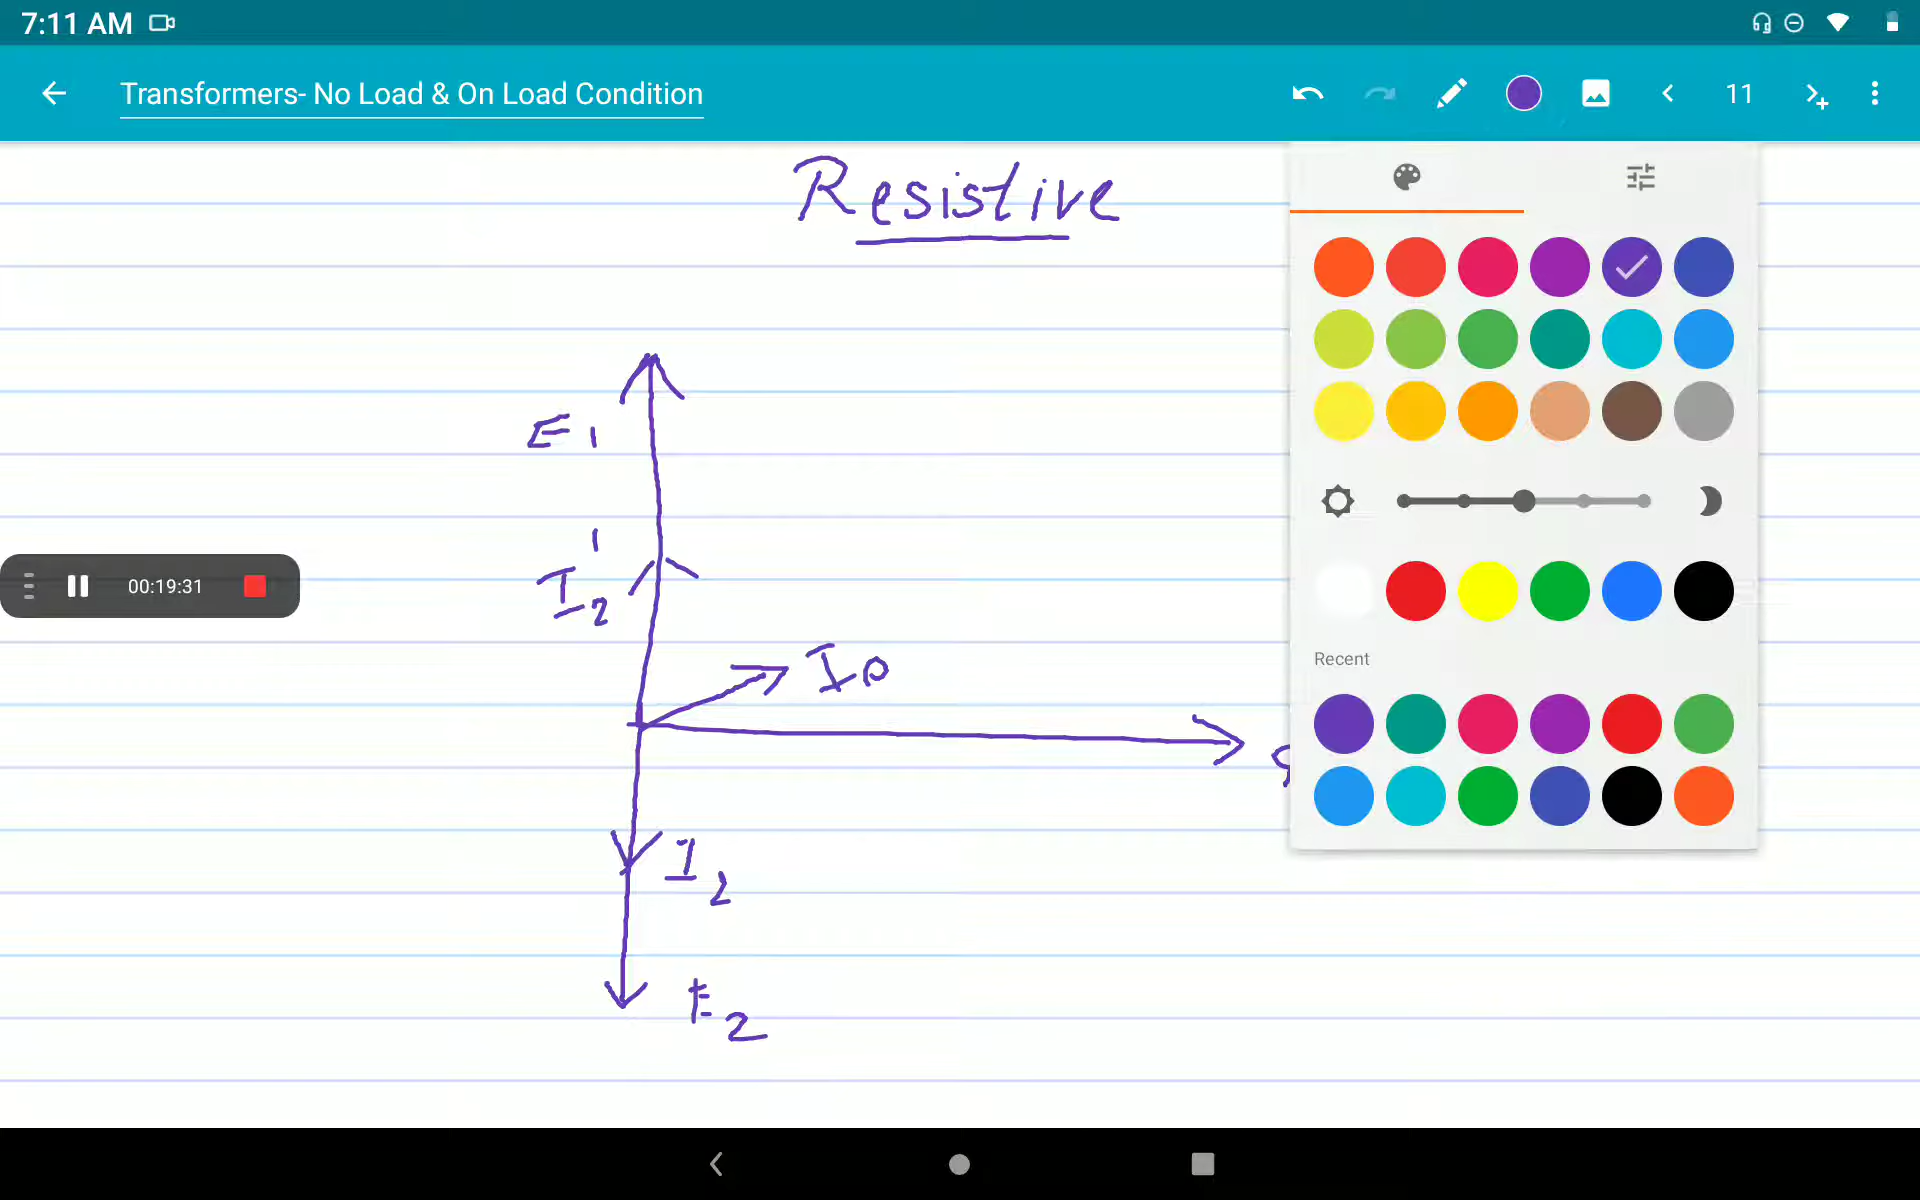 7:11 AM
Transformers- No Load & On Load Condition
11
Resistive
E1
I2'
00:19:31
I0
I2
E2
Recent